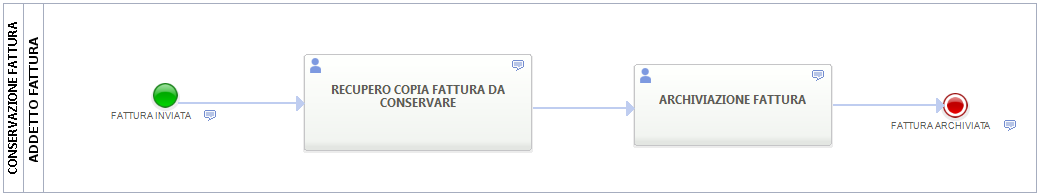 CONSERVAZIONE FATTURA
ADDETTO FATTURA
FATTURA INVIATA
RECUPERO COPIA FATTURA DA
CONSERVARE
ARCHIVIAZIONE FATTURA
FATTURA ARCHIVIATA